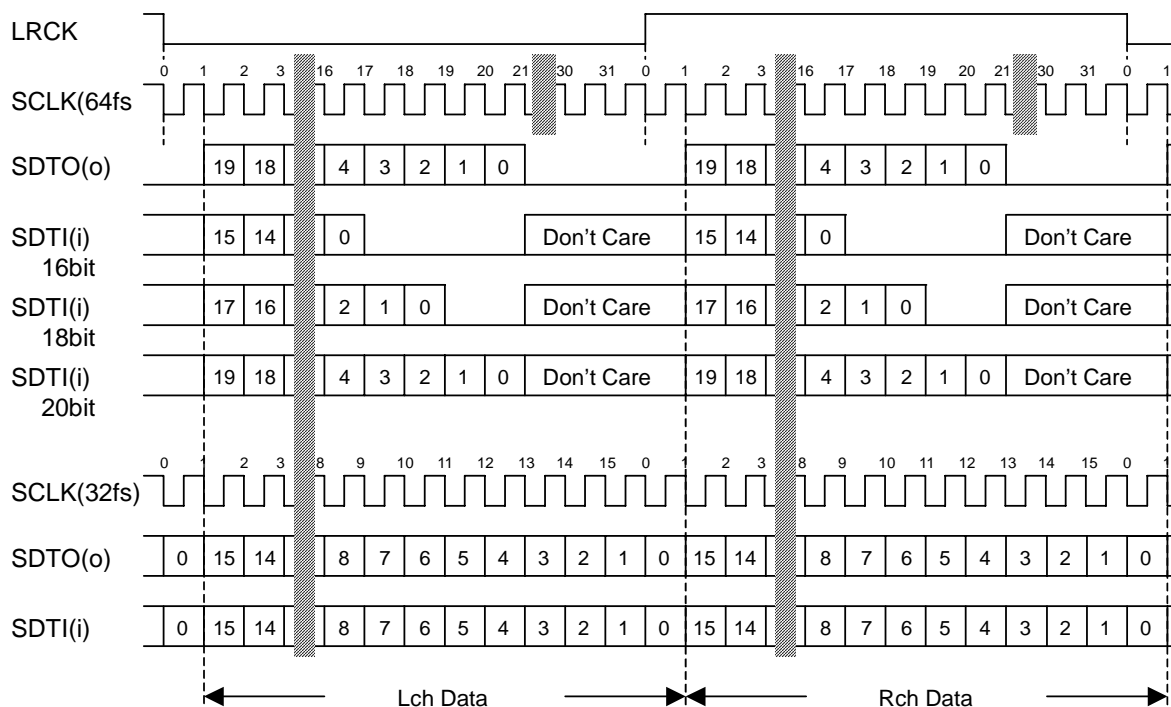 LRCK
0 1 2 3 16 17 18 19 20 21 30 31 0 1 2 3 16 17 18 19 20 21 30 31 0 1
SCLK(64fs
SDTO(o) 19 18 4 3 2 1 0 19 18 4 3 2 1 0
SDTI(i) 15 14 0 Don't Care 15 14 0 Don't Care
16bit
SDTI(i) 17 16 2 1 0 Don't Care 17 16 2 1 0 Don't Care
18bit
SDTI(i) 19 18 4 3 2 1 0 Don't Care 19 18 4 3 2 1 0 Don't Care
20bit
0 1 2 3 8 9 10 11 12 13 14 15 0 1 2 3 8 9 10 11 12 13 14 15 0 1
SCLK(32fs)
SDTO(o) 0 15 14 8 7 6 5 4 3 2 1 0 15 14 8 7 6 5 4 3 2 1 0
SDTI(i) 0 15 14 8 7 6 5 4 3 2 1 0 15 14 8 7 6 5 4 3 2 1 0
Lch Data Rch Data